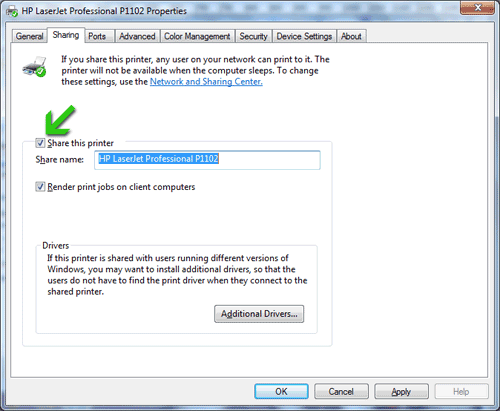 HP LaserJet Professional P1102 Properties
General Sharing Ports Advanced Color Management Security Device Settings About
If you share this printer, any user on your network can print to it. The
printer will not be available when the computer sleeps. To change
these settings, use the Network and Sharing Center.
Share this printer
Share name: HP LaserJet Professional P1102
Render print jobs on client computers
Drivers
If this printer is shared with users running different versions of
Windows, you may want to install additional drivers, so that the
users do not have to find the print driver when they connect to the
shared printer.
Additional Drivers...
OK Cancel Apply Help